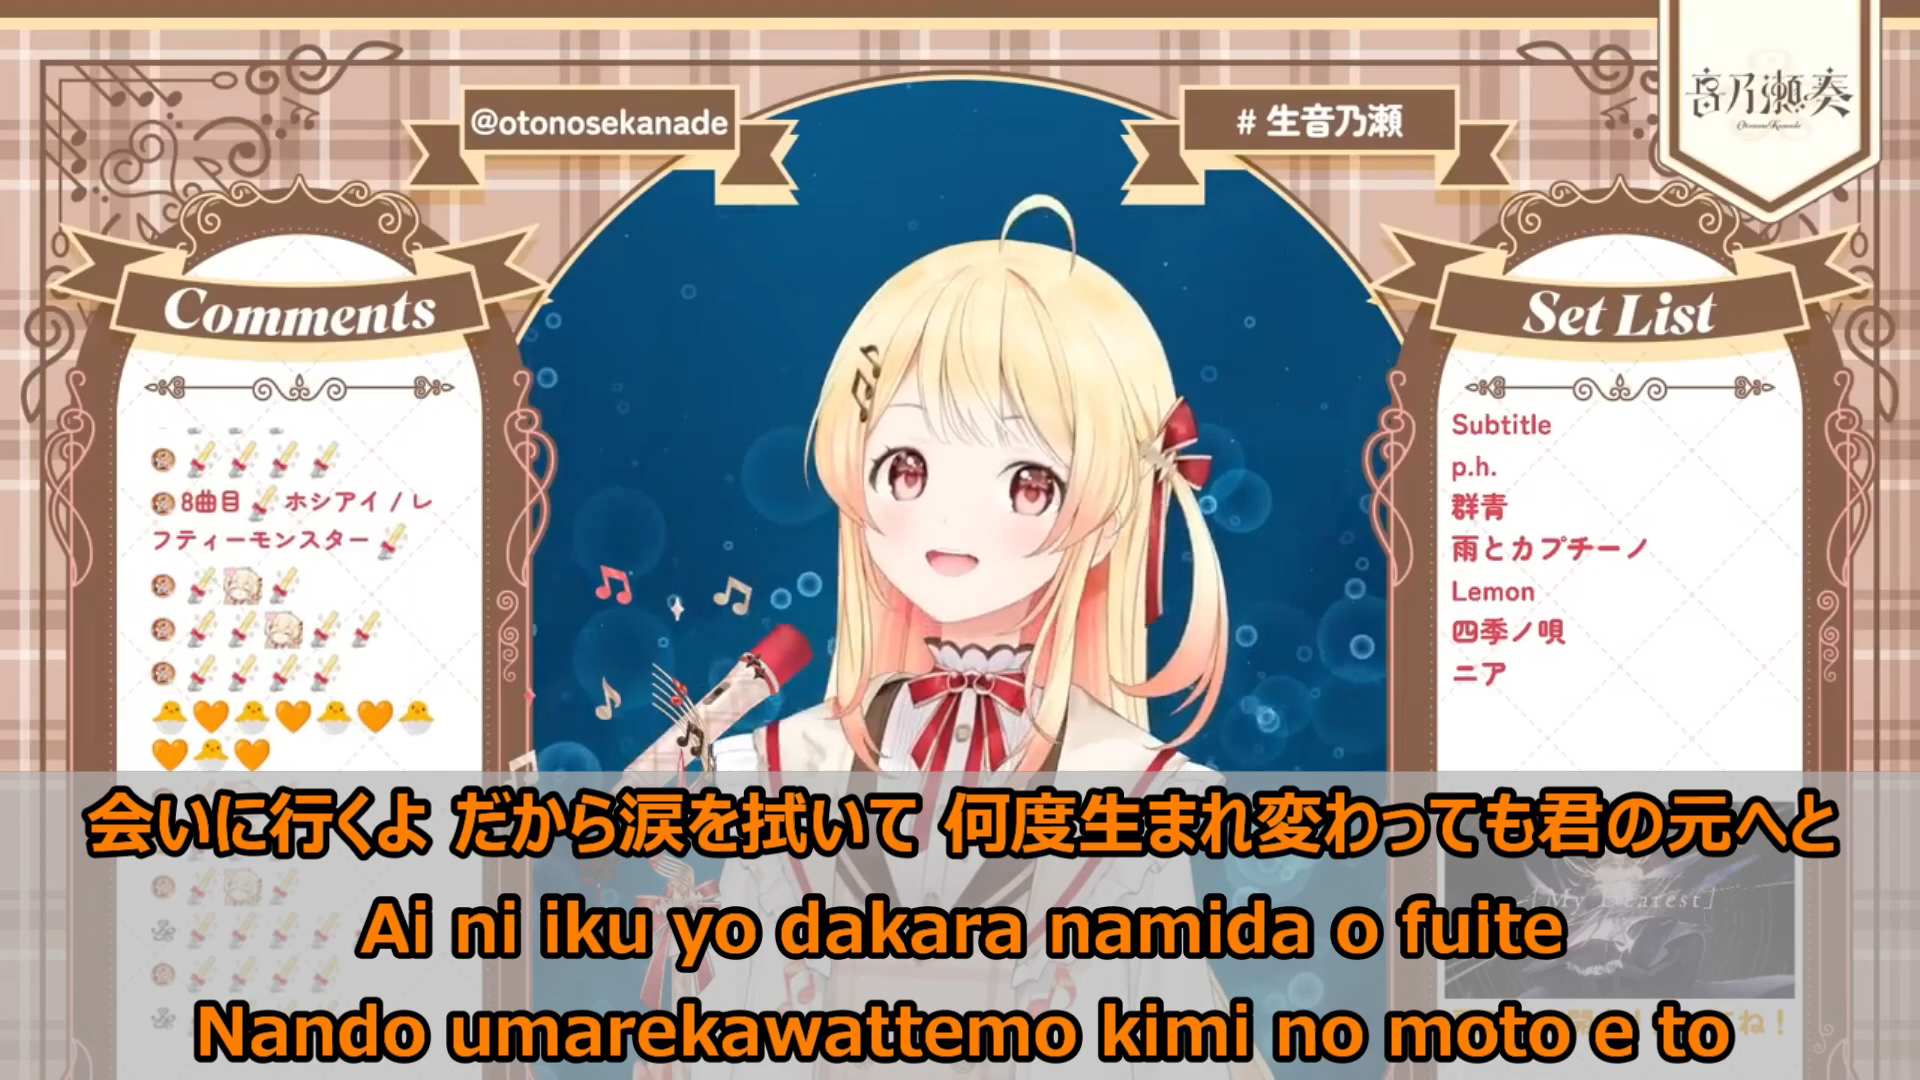 @otonosekanade
# 生音乃瀬
音乃瀬奏
Otonose Kanade
Comments
8曲目 ホシアイ / レ
フティーモンスター
Set List
Subtitle
p.h.
群青
雨とカプチーノ
Lemon
四季ノ唄
ニア
会いに行くよ だから涙を拭いて 何度生まれ変わっても君の元へと
「My Dearest」
Ai ni iku yo dakara namida o fuite
Nando umarekawattemo kimi no moto e to